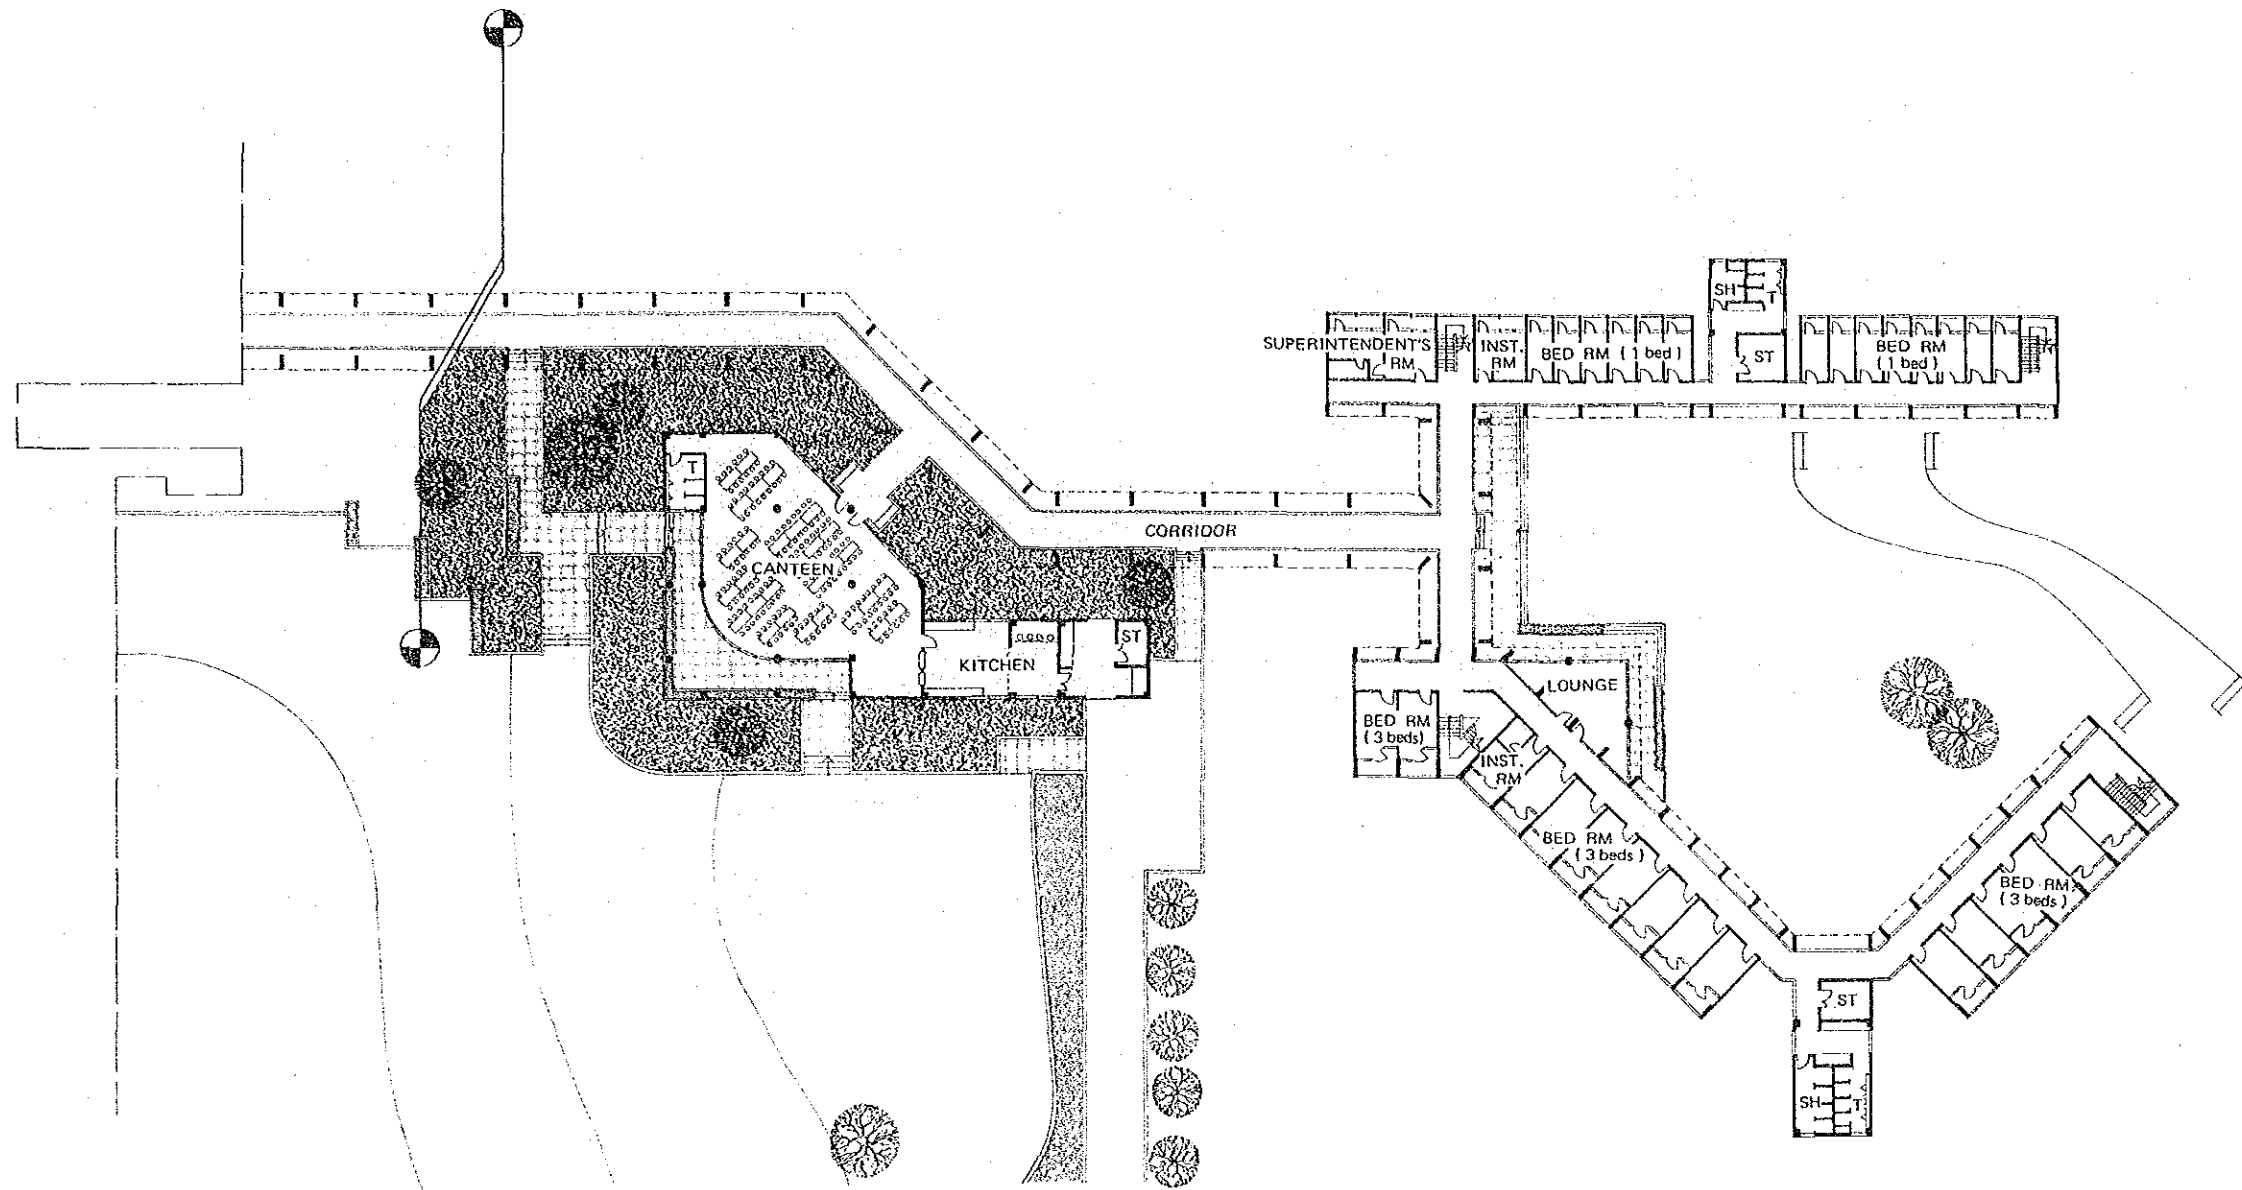 SH
T
SUPERINTENDENT'S
RM
INST.
RM
BED RM ( 1 bed )
ST
BED RM
( 1 bed )
T
CORRIDOR
CANTEEN
KITCHEN
ST
LOUNGE
BED RM
( 3 beds )
INST.
RM
BED RM
( 3 beds )
BED RM
( 3 beds )
ST
SH
T